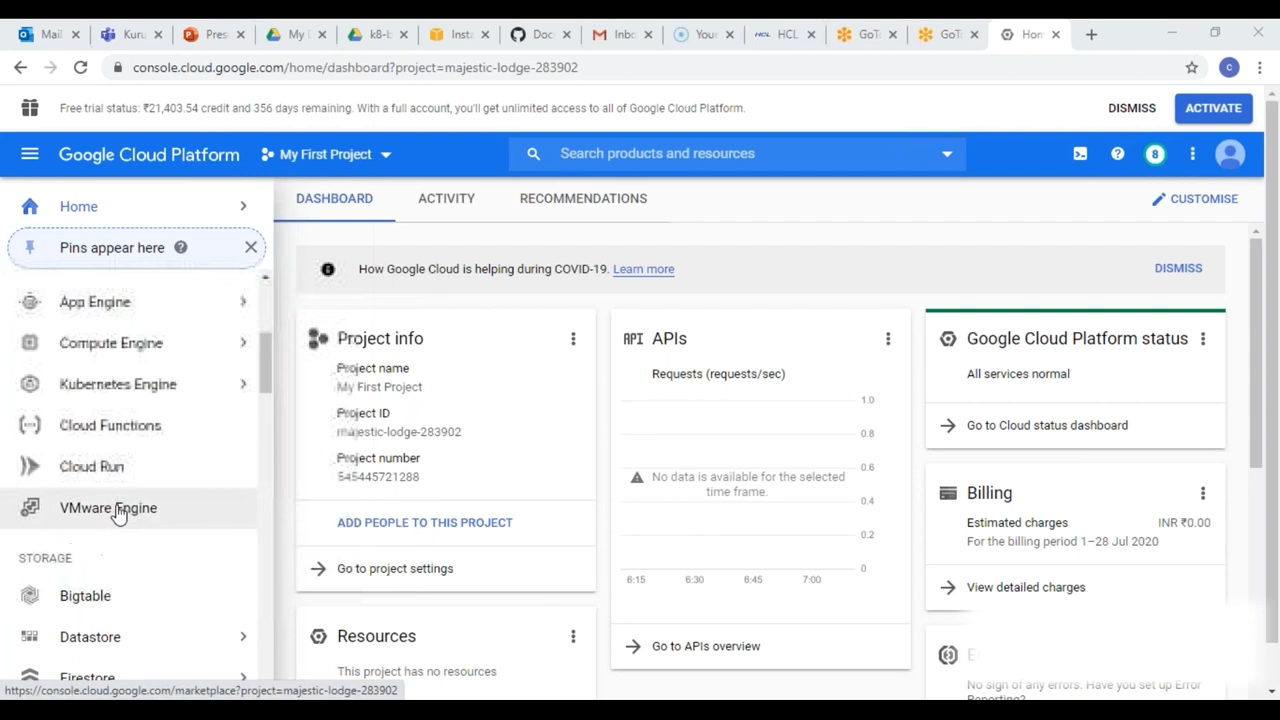 Mail
Kuru
Pres
My D
k8-b
Insta
Doc
Inbo
Your
HCL HCL
GoTo
GoTo
Hom
console.cloud.google.com/home/dashboard?project=majestic-lodge-283902
C
Free trial status: ₹21,403.54 credit and 356 days remaining. With a full account, you'll get unlimited access to all of Google Cloud Platform.
DISMISS
ACTIVATE
Google Cloud Platform
My First Project
Search products and resources
8
Home
Pins appear here
App Engine
Compute Engine
Kubernetes Engine
Cloud Functions
Cloud Run
VMware Engine
STORAGE
Bigtable
Datastore
Firestore
https://console.cloud.google.com/marketplace?project=majestic-lodge-283902
DASHBOARD
ACTIVITY
RECOMMENDATIONS
CUSTOMISE
How Google Cloud is helping during COVID-19. Learn more
DISMISS
Project info
Project name
My First Project
Project ID
majestic-lodge-283902
Project number
545445721288
ADD PEOPLE TO THIS PROJECT
Go to project settings
Resources
This project has no resources
API APIs
Requests (requests/sec)
1.0
0.8
0.6
No data is available for the selected
time frame.
0.4
0.2
0
6:15
6:30
6:45
7:00
Go to APIs overview
Google Cloud Platform status
All services normal
Go to Cloud status dashboard
Billing
Estimated charges
INR ₹0.00
For the billing period 1–28 Jul 2020
View detailed charges
No sign of any errors. Have you set up Error
Reporting?